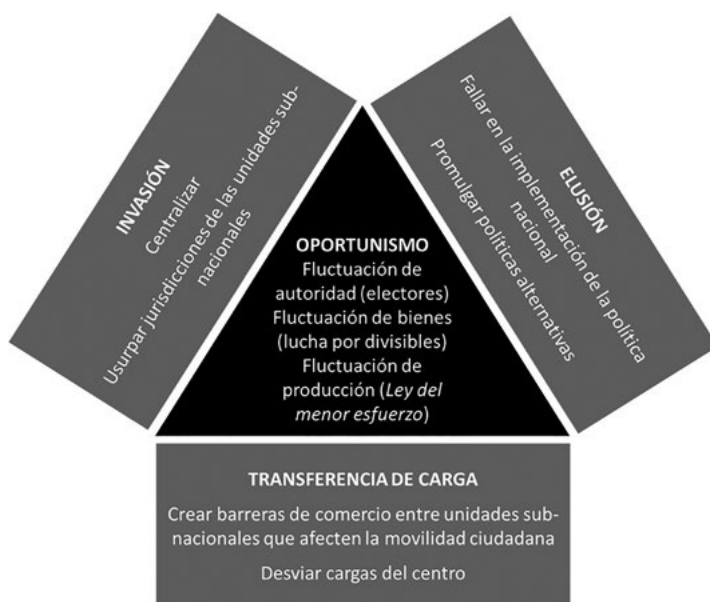 INVASIÓN
Centralizar
Usurpar jurisdicciones de las unidades sub-
nacionales
ELUSIÓN
Fallar en la implementación de la política
nacional
Promulgar políticas alternativas
OPORTUNISMO
Fluctuación de
autoridad (electores)
Fluctuación de bienes
(lucha por divisibles)
Fluctuación de
producción (Ley del
menor esfuerzo)
TRANSFERENCIA DE CARGA
Crear barreras de comercio entre unidades sub-
nacionales que afecten la movilidad ciudadana
Desviar cargas del centro